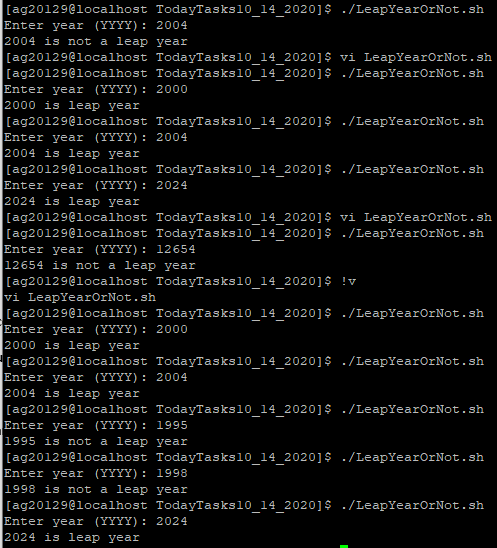 [ag20129@localhost TodayTasks10_14_2020]$ ./LeapYearOrNot.sh
Enter year (YYYY): 2004
2004 is not a leap year
[ag20129@localhost TodayTasks10_14_2020]$ vi LeapYearOrNot.sh
[ag20129@localhost TodayTasks10_14_2020]$ ./LeapYearOrNot.sh
Enter year (YYYY): 2000
2000 is leap year
[ag20129@localhost TodayTasks10_14_2020]$ ./LeapYearOrNot.sh
Enter year (YYYY): 2004
2004 is leap year
[ag20129@localhost TodayTasks10_14_2020]$ ./LeapYearOrNot.sh
Enter year (YYYY): 2024
2024 is leap year
[ag20129@localhost TodayTasks10_14_2020]$ vi LeapYearOrNot.sh
[ag20129@localhost TodayTasks10_14_2020]$ ./LeapYearOrNot.sh
Enter year (YYYY): 12654
12654 is not a leap year
[ag20129@localhost TodayTasks10_14_2020]$ !v
vi LeapYearOrNot.sh
[ag20129@localhost TodayTasks10_14_2020]$ ./LeapYearOrNot.sh
Enter year (YYYY): 2000
2000 is leap year
[ag20129@localhost TodayTasks10_14_2020]$ ./LeapYearOrNot.sh
Enter year (YYYY): 2004
2004 is leap year
[ag20129@localhost TodayTasks10_14_2020]$ ./LeapYearOrNot.sh
Enter year (YYYY): 1995
1995 is not a leap year
[ag20129@localhost TodayTasks10_14_2020]$ ./LeapYearOrNot.sh
Enter year (YYYY): 1998
1998 is not a leap year
[ag20129@localhost TodayTasks10_14_2020]$ ./LeapYearOrNot.sh
Enter year (YYYY): 2024
2024 is leap year